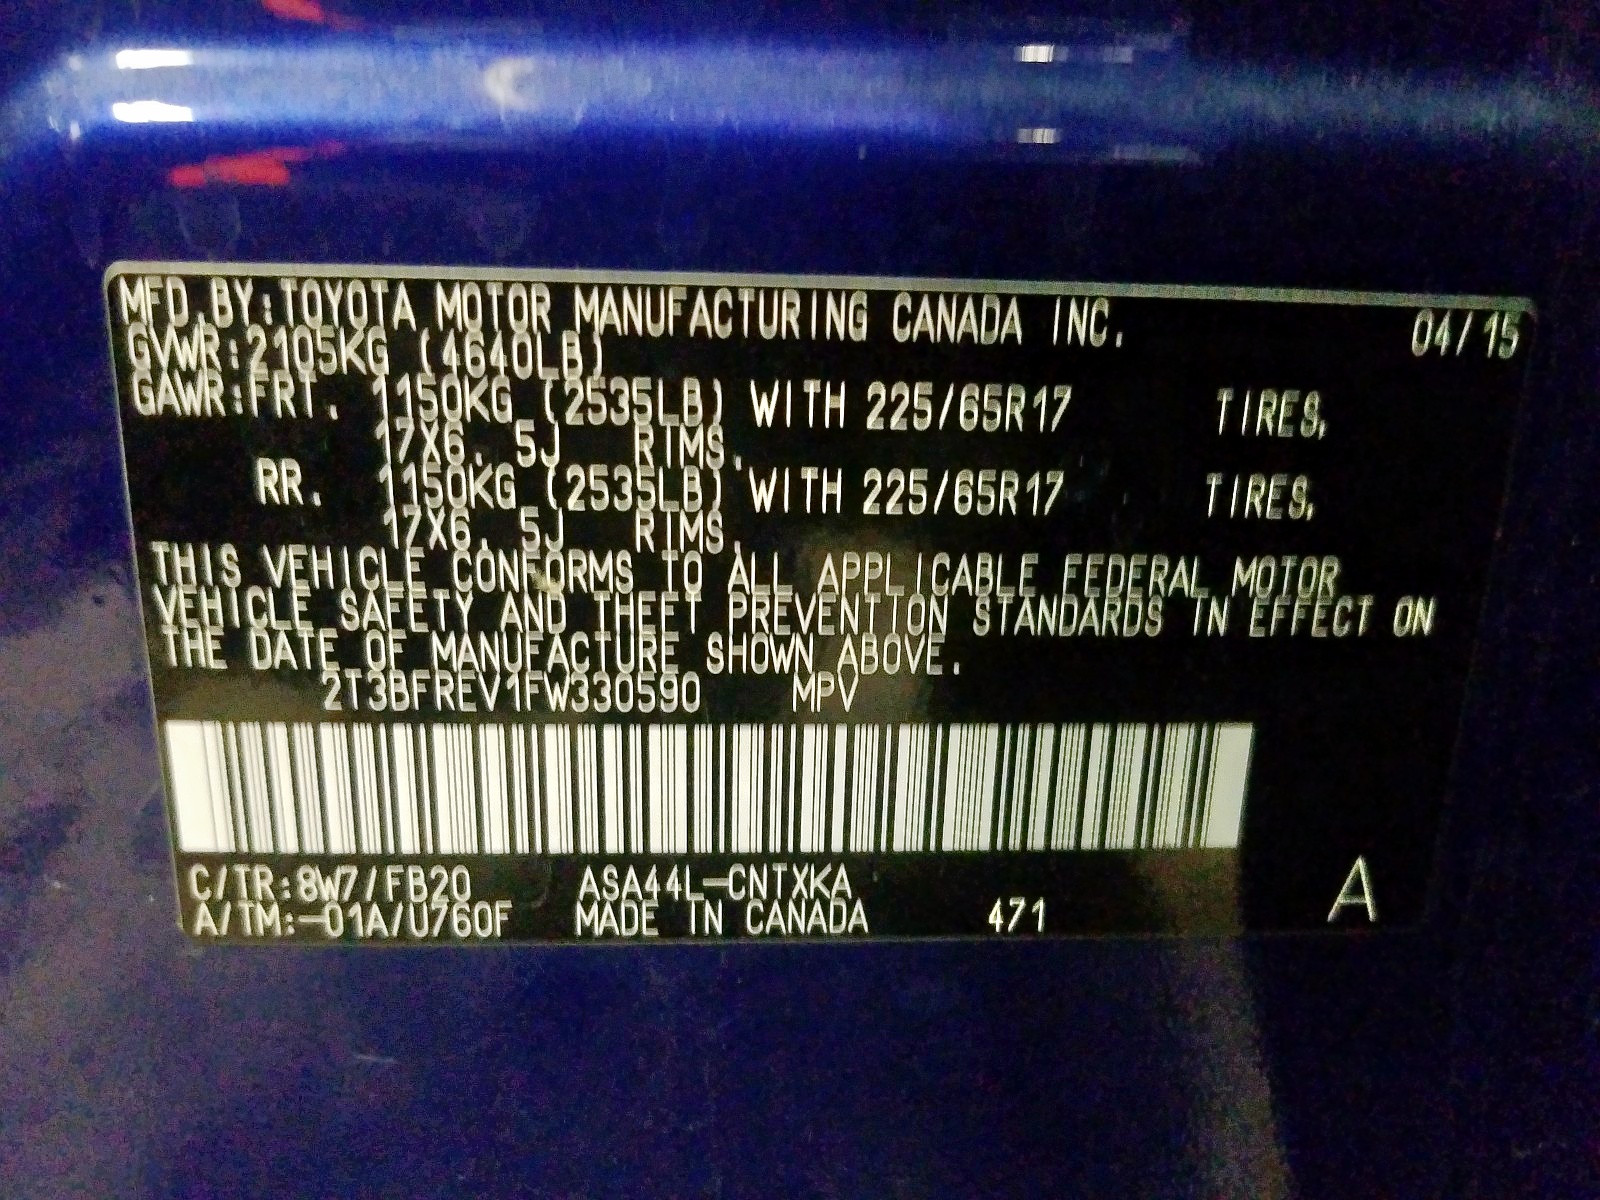 MFD.BY:TOYOTA MOTOR MANUFACTURING CANADA INC. 04/15
GVWR:2105KG (4640LB)
GAWR:FRT. 1150KG (2535LB) WITH 225/65R17 TIRES,
17X6.5J RIMS,
RR. 1150KG (2535LB) WITH 225/65R17 TIRES,
17X6.5J RIMS.
THIS VEHICLE CONFORMS TO ALL APPLICABLE FEDERAL MOTOR
VEHICLE SAFETY AND THEFT PREVENTION STANDARDS IN EFFECT ON
THE DATE OF MANUFACTURE SHOWN ABOVE.
2T3BFREV1FW330590 MPV
C/TR:8W7/FB20 ASA44L-CNTXKA
A/TM:-01A/U760F MADE IN CANADA 471 A